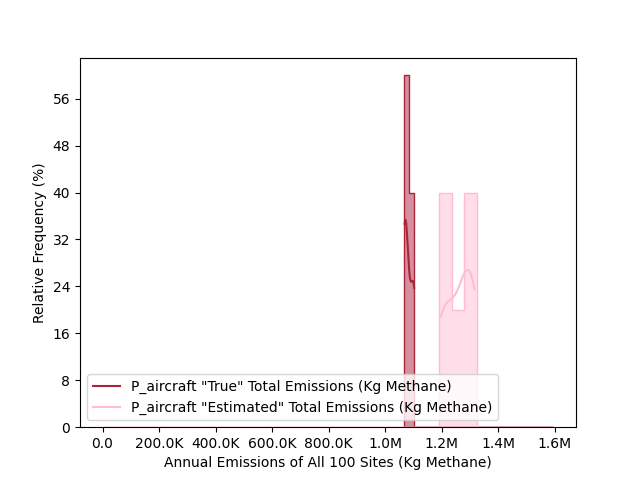 56
48
40
32
24
16
8
0
Relative Frequency (%)
P_aircraft "True" Total Emissions (Kg Methane)
P_aircraft "Estimated" Total Emissions (Kg Methane)
0.0 200.0K 400.0K 600.0K 800.0K 1.0M 1.2M 1.4M 1.6M
Annual Emissions of All 100 Sites (Kg Methane)